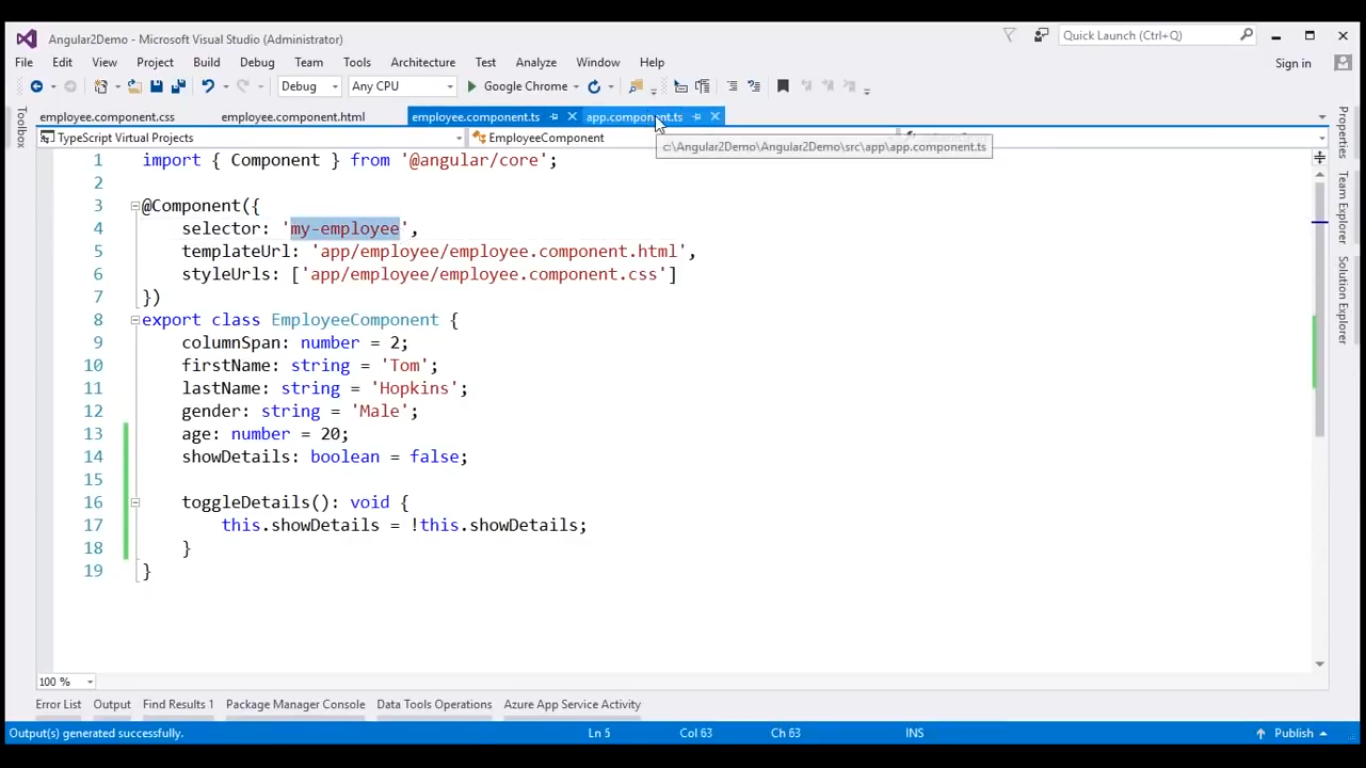 Angular2Demo - Microsoft Visual Studio (Administrator)
Quick Launch (Ctrl+Q)
File Edit View Project Build Debug Team Tools Architecture Test Analyze Window Help
Sign in
Debug Any CPU Google Chrome
employee.component.css employee.component.html employee.component.ts app.component.ts
TypeScript Virtual Projects EmployeeComponent
c:\Angular2Demo\Angular2Demo\src\app\app.component.ts
Toolbox
Properties
Team Explorer
Solution Explorer
1 import { Component } from '@angular/core';
2
3 @Component({
4 selector: 'my-employee',
5 templateUrl: 'app/employee/employee.component.html',
6 styleUrls: ['app/employee/employee.component.css']
7 })
8 export class EmployeeComponent {
9 columnSpan: number = 2;
10 firstName: string = 'Tom';
11 lastName: string = 'Hopkins';
12 gender: string = 'Male';
13 age: number = 20;
14 showDetails: boolean = false;
15
16 toggleDetails(): void {
17 this.showDetails = !this.showDetails;
18 }
19 }
100 %
Error List Output Find Results 1 Package Manager Console Data Tools Operations Azure App Service Activity
Output(s) generated successfully. Ln 5 Col 63 Ch 63 INS Publish